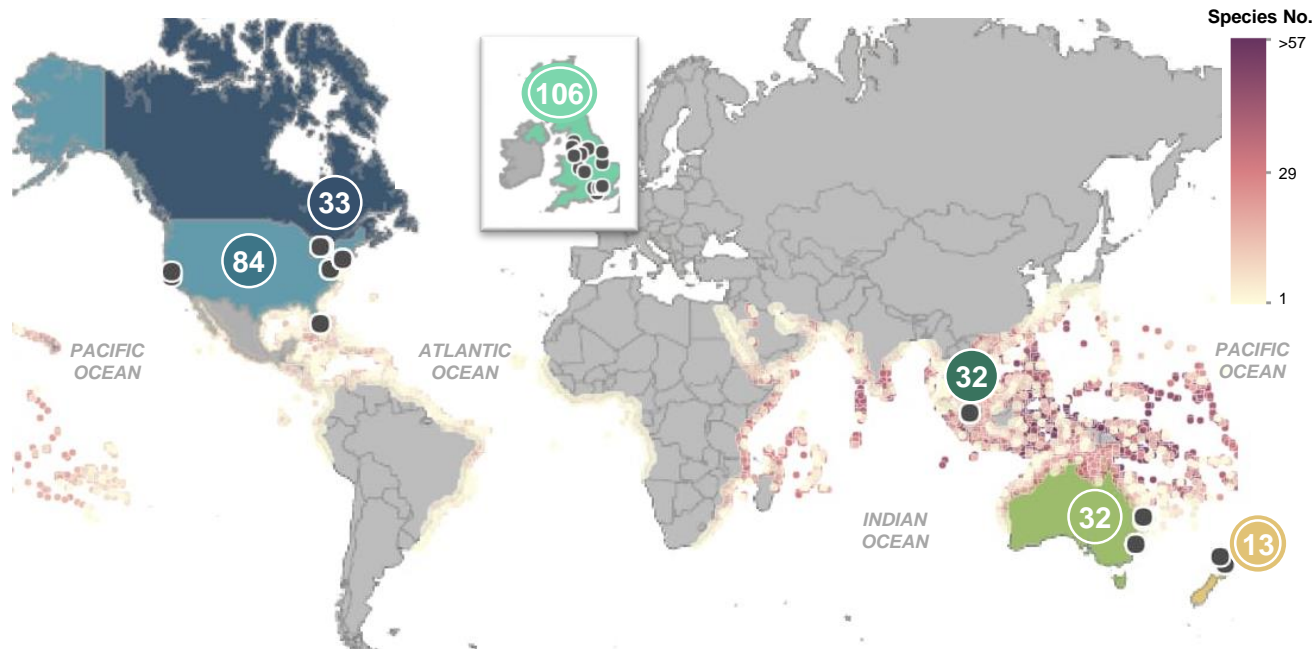 Species No.
>57
29
1
106
33
84
PACIFIC
OCEAN
ATLANTIC
OCEAN
PACIFIC
OCEAN
32
INDIAN
OCEAN
32
13